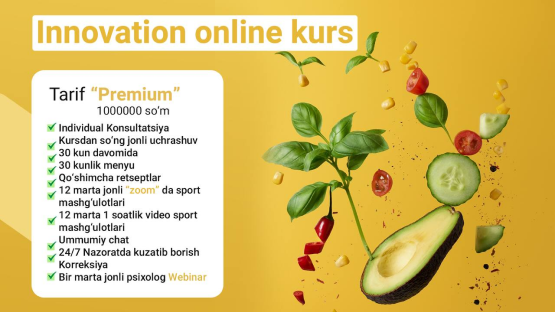 Innovation online kurs
Tarif “Premium”
1000000 so’m
Individual Konsultatsiya
Kursdan so’ng jonli uchrashuv
30 kun davomida
30 kunlik menyu
Qo’shimcha retseptlar
12 marta jonli “zoom” da sport
mashg’ulotlari
12 marta 1 soatlik video sport
mashg’ulotlari
Ummumiy chat
24/7 Nazoratda kuzatib borish
Korreksiya
Bir marta jonli psixolog Webinar